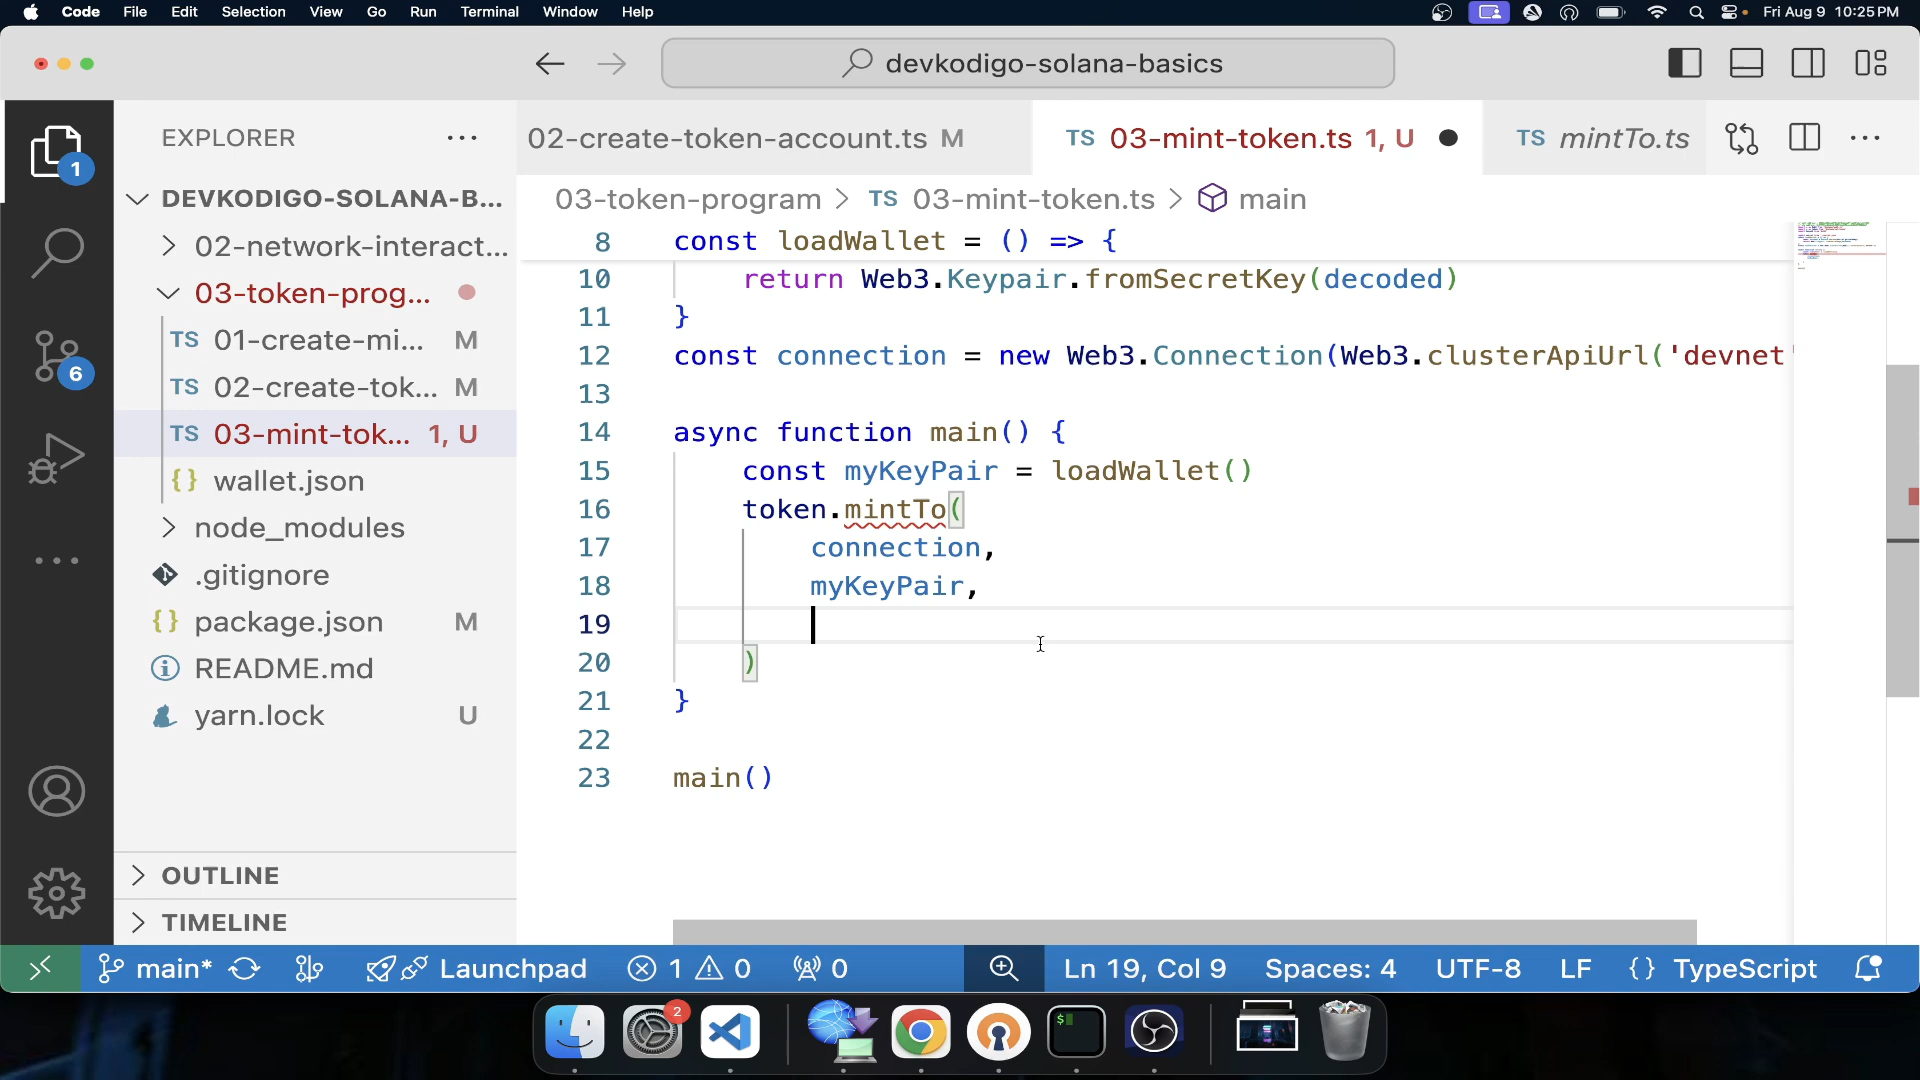 Code File Edit Selection View Go Run Terminal Window Help Fri Aug 9 10:25 PM
devkodigo-solana-basics
EXPLORER
02-create-token-account.ts M
TS 03-mint-token.ts 1, U
TS mintTo.ts
03-token-program > TS 03-mint-token.ts > main
1
DEVKODIGO-SOLANA-B...
02-network-interact...
03-token-prog...
TS 01-create-mi... M
TS 02-create-tok... M
TS 03-mint-tok... 1, U
{} wallet.json
node_modules
.gitignore
{} package.json M
README.md
yarn.lock U
6
OUTLINE
TIMELINE
8 const loadWallet = () => {
10 return Web3.Keypair.fromSecretKey(decoded)
11 }
12 const connection = new Web3.Connection(Web3.clusterApiUrl('devnet'
13
14 async function main() {
15 const myKeyPair = loadWallet()
16 token.mintTo(
17 connection,
18 myKeyPair,
19
20 )
21 }
22
23 main()
main* Launchpad 1 0 0 Ln 19, Col 9 Spaces: 4 UTF-8 LF {} TypeScript
2
$